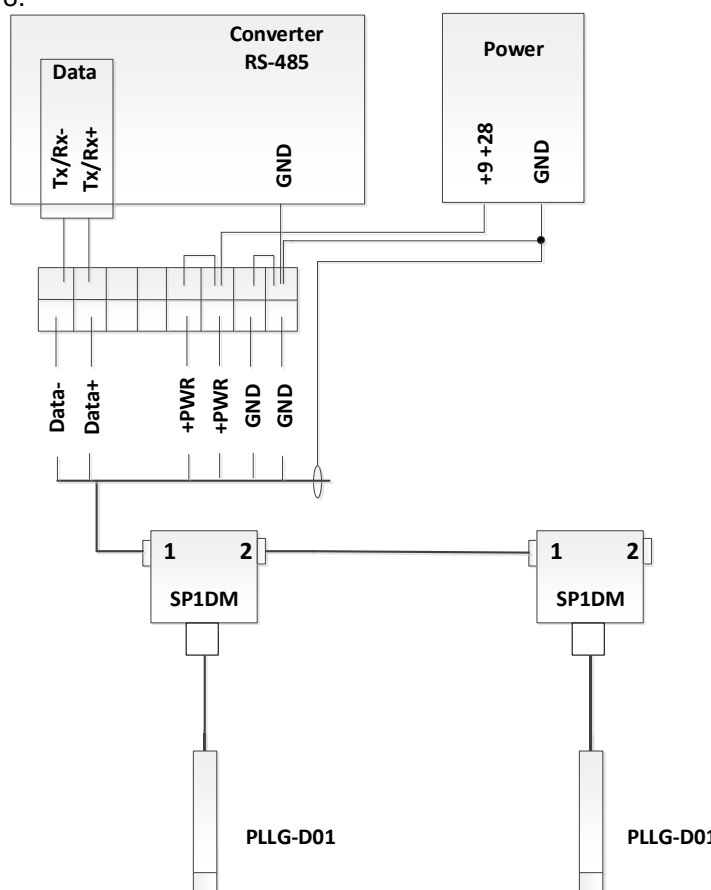 Converter
RS-485
Power
Data
Tx/Rx-
Tx/Rx+
GND
+9 +28
GND
Data-
Data+
+PWR
+PWR
GND
GND
1
2
SP1DM
1
2
SP1DM
PLLG-D01
PLLG-D01